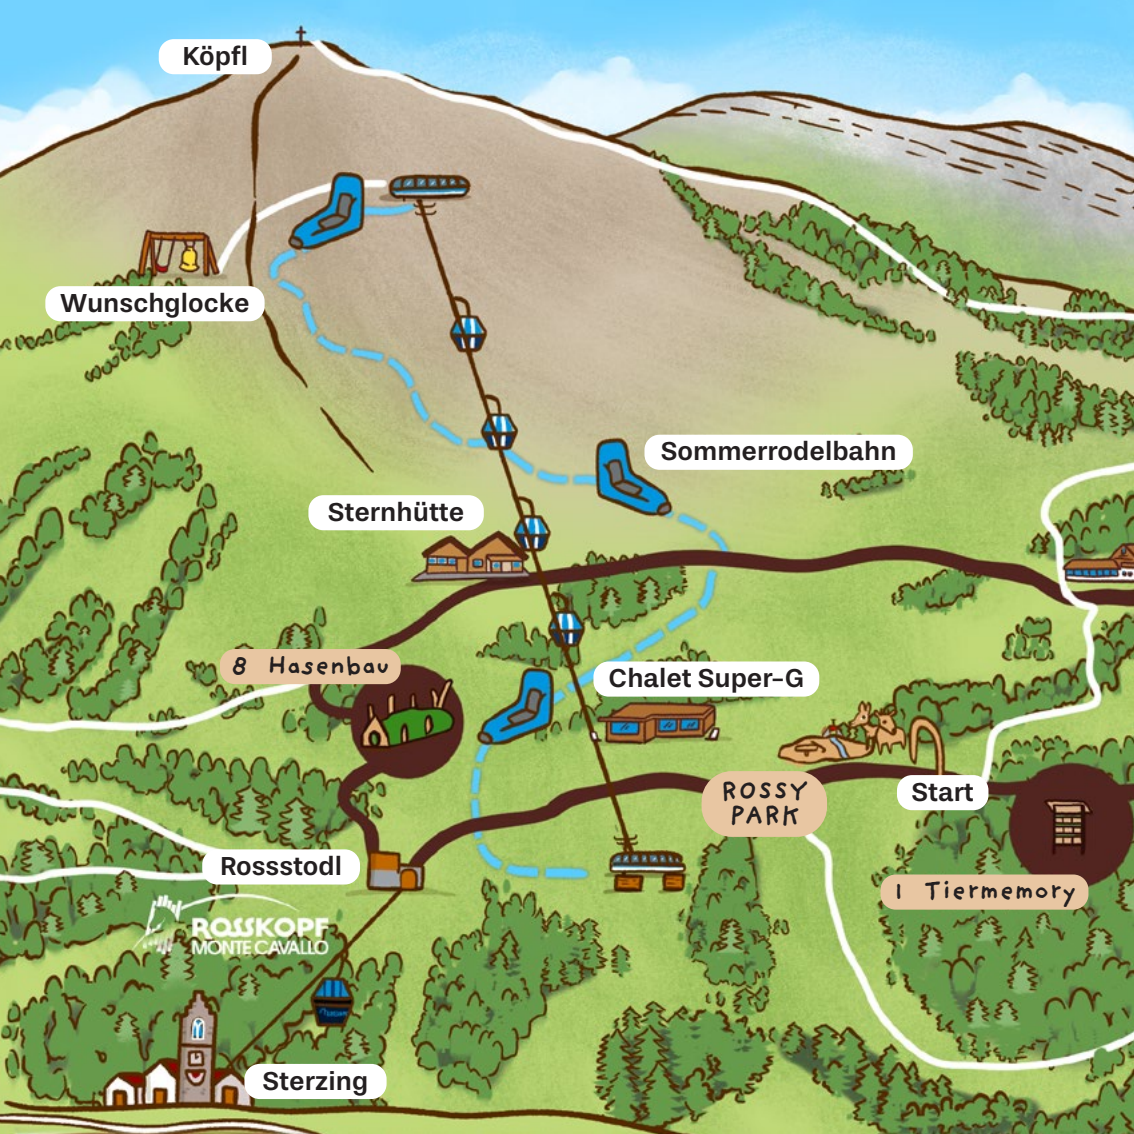 Köpfl
Wunschglocke
Sommerrodelbahn
Sternhütte
8 Hasenbau
Chalet Super-G
ROSSY
PARK
Start
Rossstodl
1 Tiermemory
ROSSKOPF
MONTE CAVALLO
Sterzing